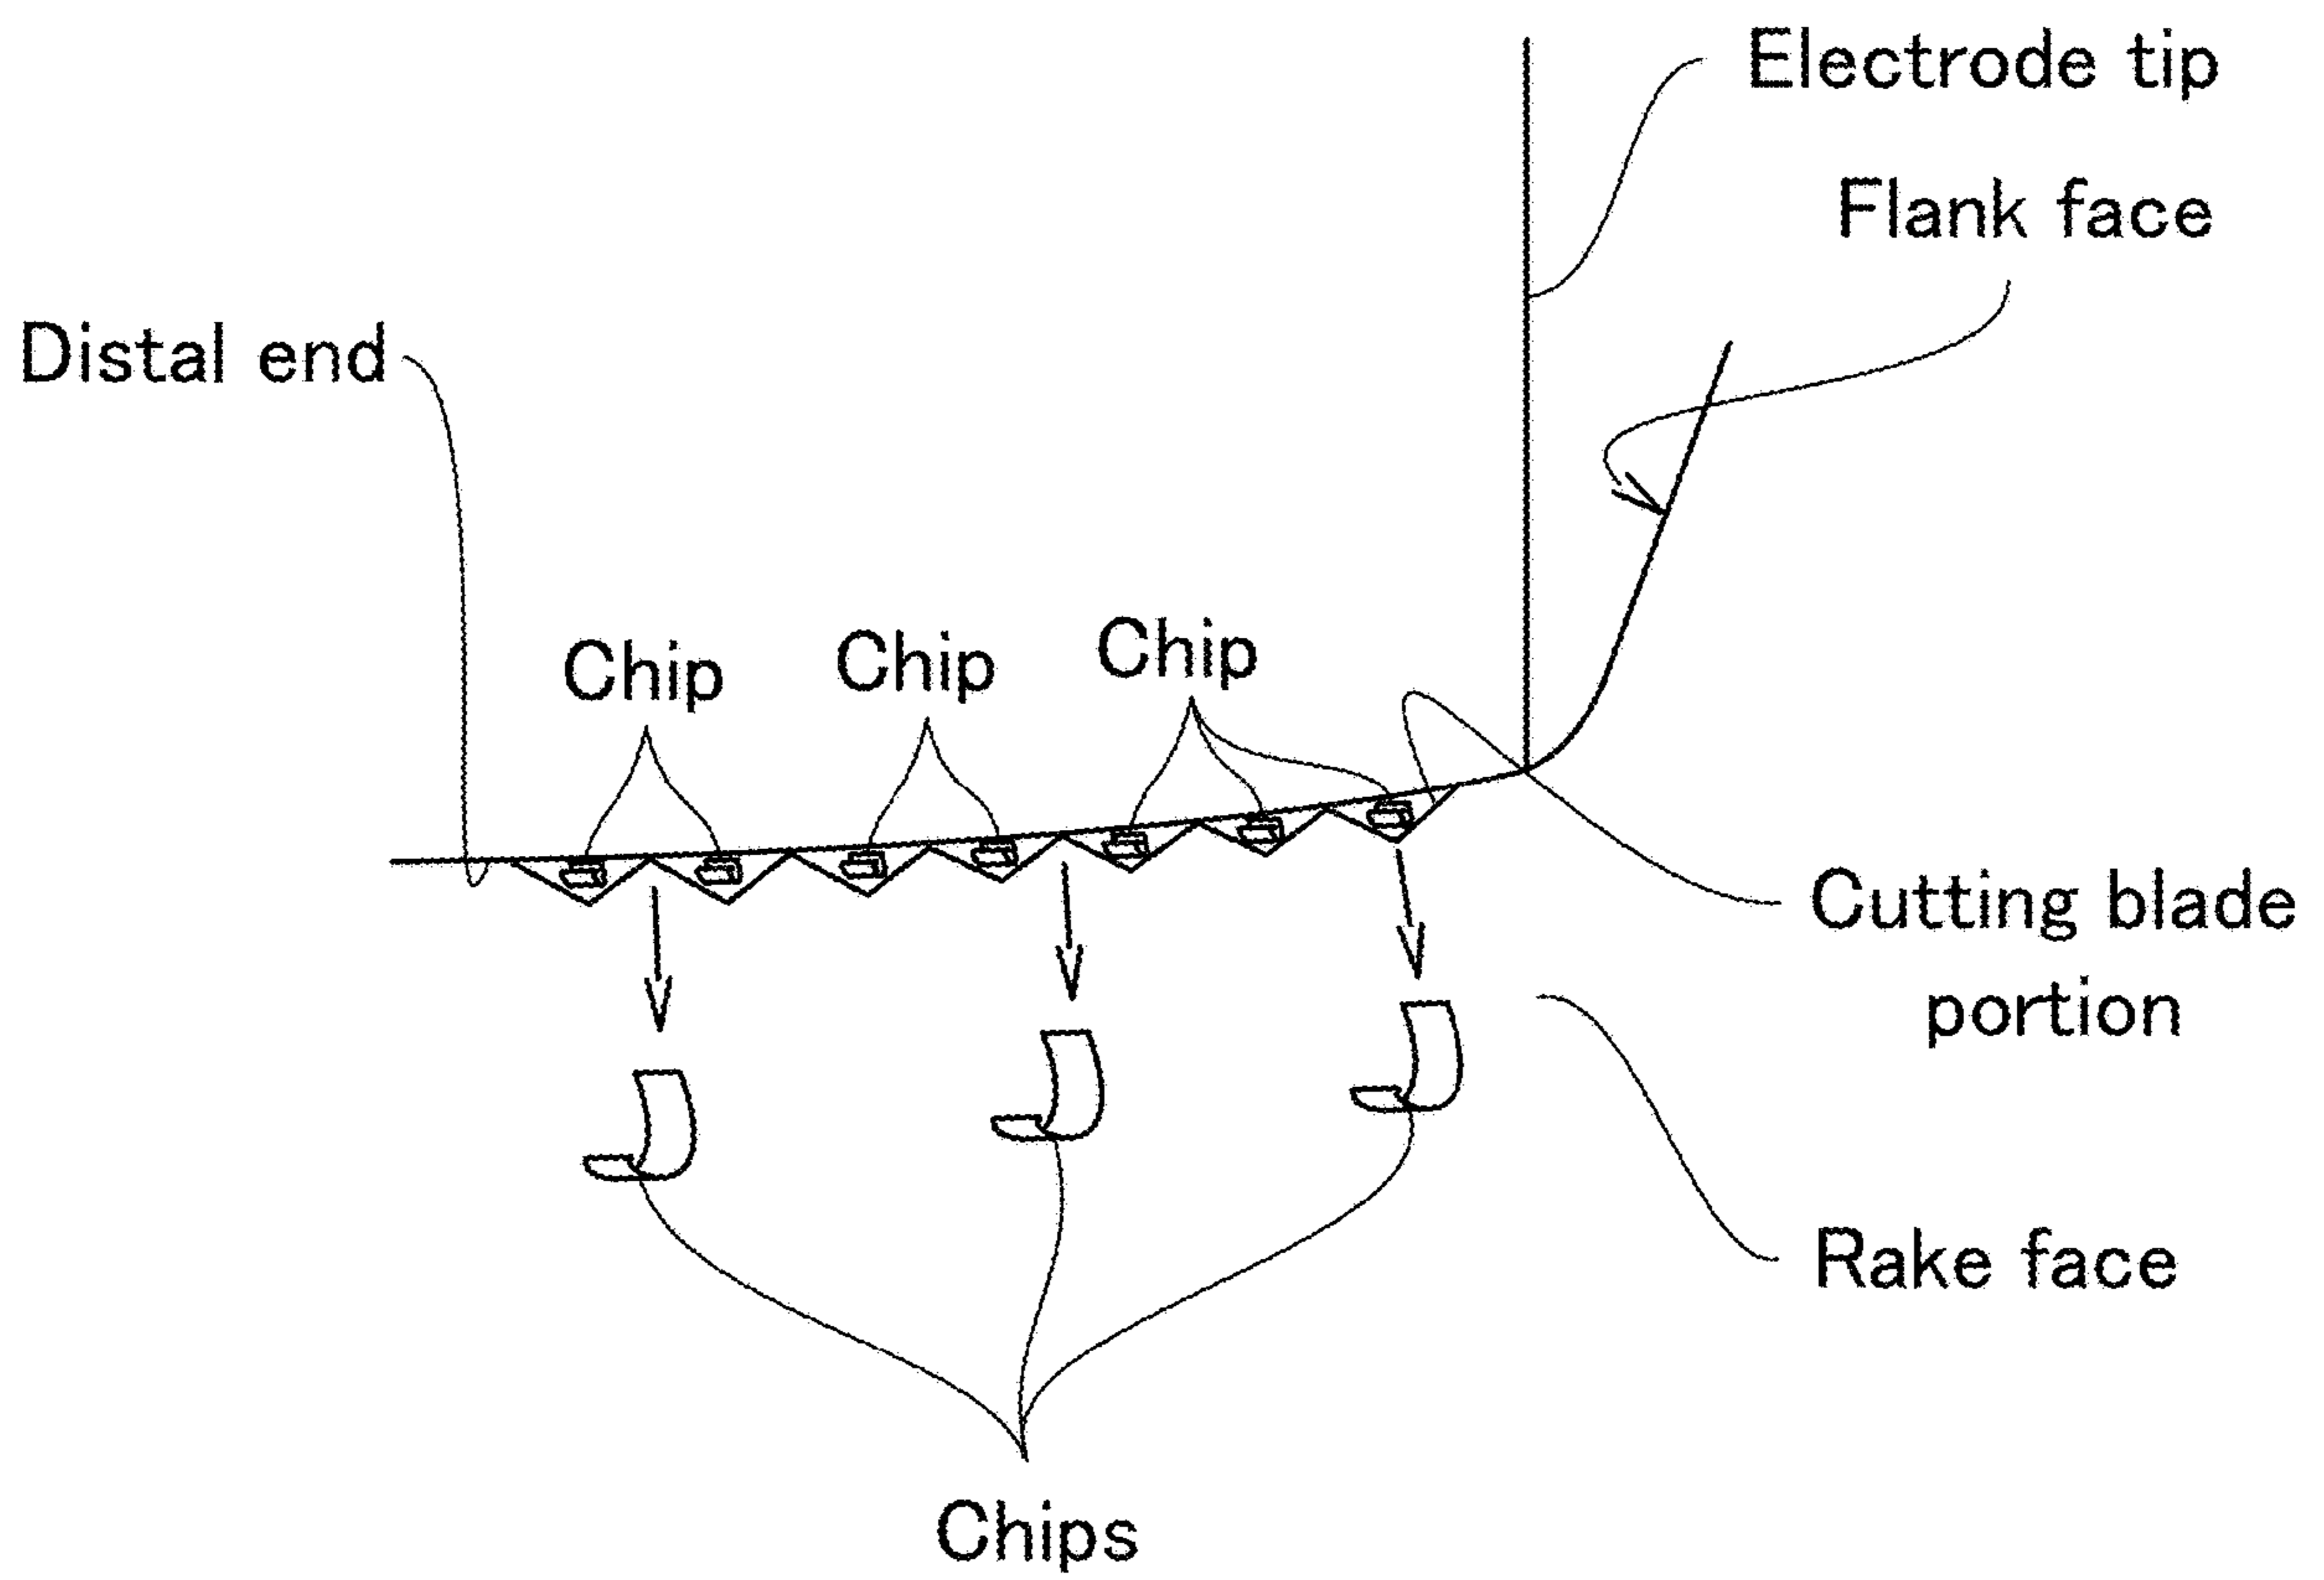 Electrode tip
Flank face
Distal end
Chip
Chip
Chip
Cutting blade
portion
Rake face
Chips